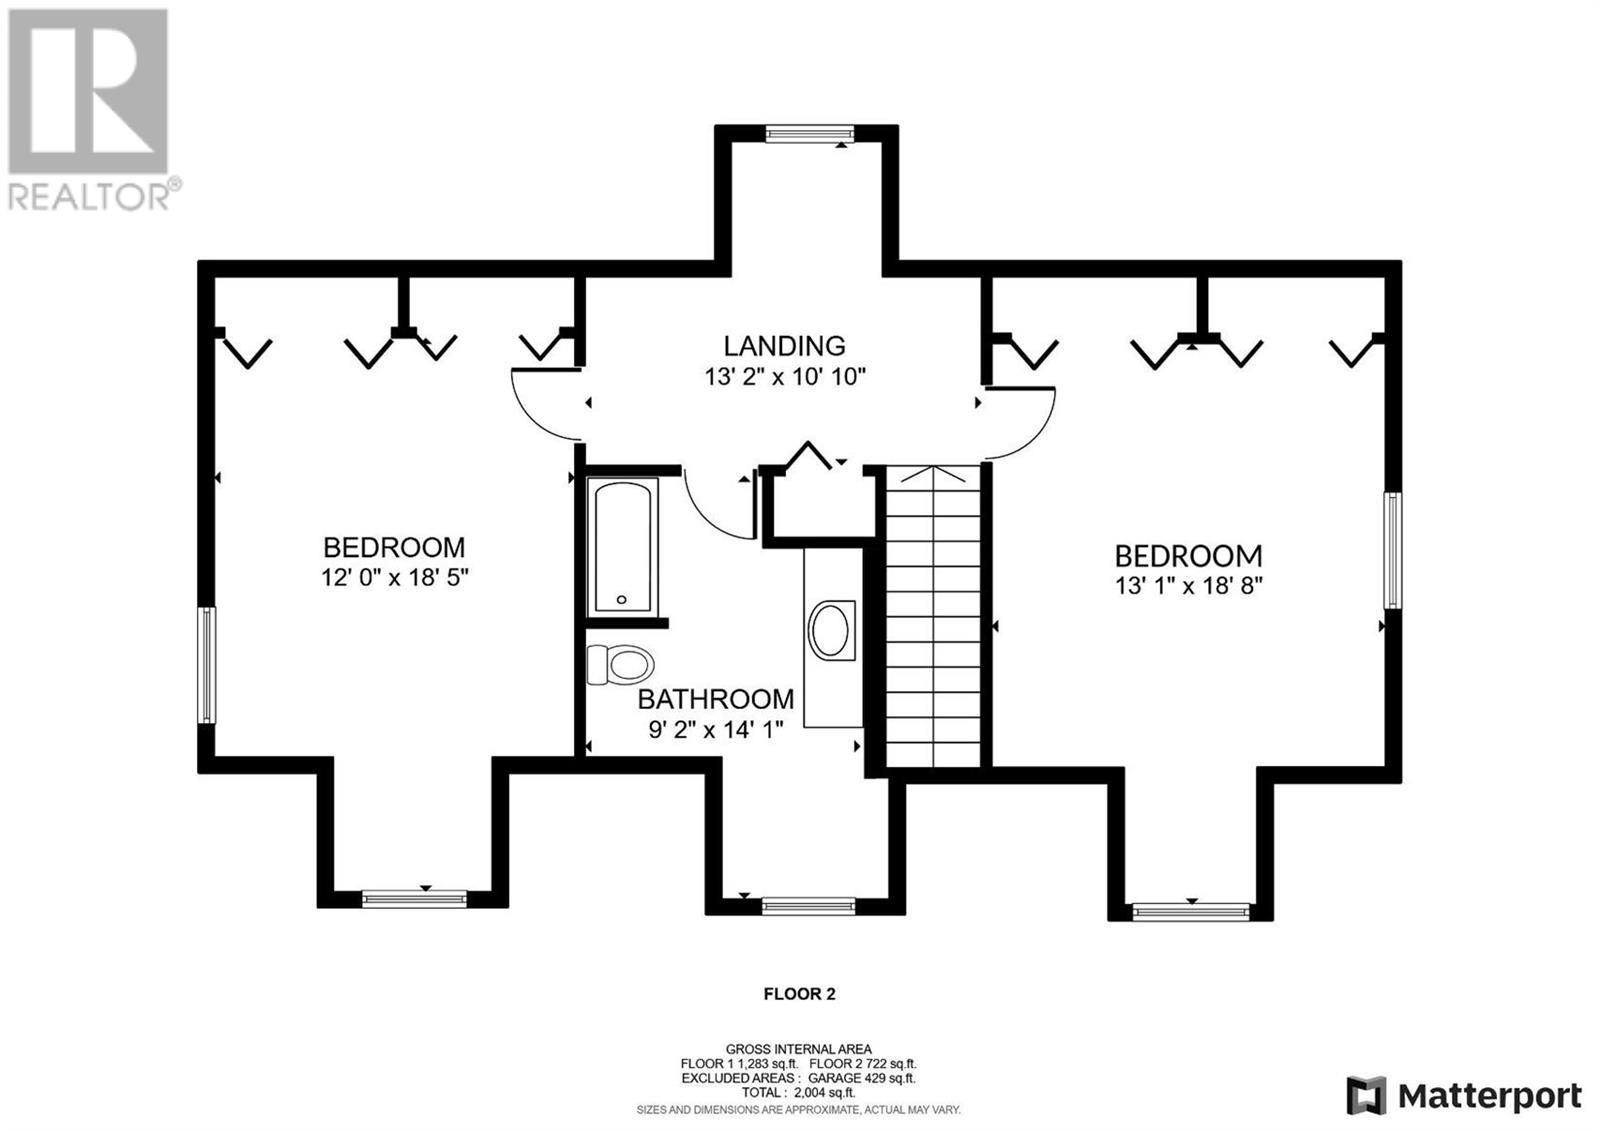 REALTOR®
LANDING
13' 2" x 10' 10"
BEDROOM
12' 0" x 18' 5"
BEDROOM
13' 1" x 18' 8"
BATHROOM
9' 2" x 14' 1"
FLOOR 2
GROSS INTERNAL AREA
FLOOR 1 1,283 sq.ft. FLOOR 2 722 sq.ft.
EXCLUDED AREAS : GARAGE 429 sq.ft.
TOTAL : 2,004 sq.ft.
SIZES AND DIMENSIONS ARE APPROXIMATE, ACTUAL MAY VARY.
Matterport